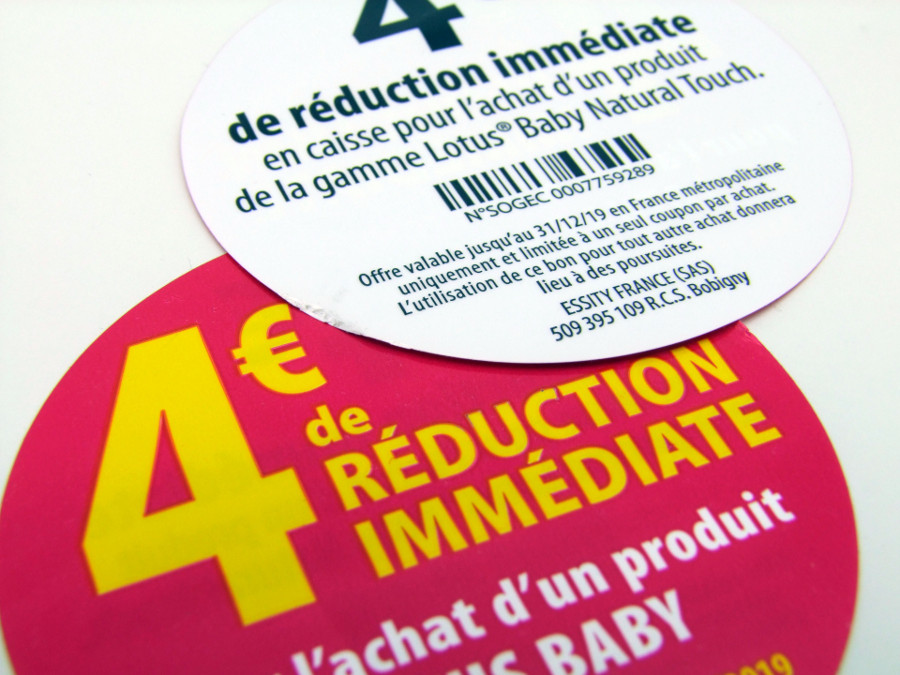 4€
de réduction immédiate
en caisse pour l'achat d'un produit
de la gamme Lotus® Baby Natural Touch.
N°SOGEC 0007759289
Offre valable jusqu'au 31/12/19 en France métropolitaine
uniquement et limitée à un seul coupon par achat.
L'utilisation de ce bon pour tout autre achat donnera
lieu à des poursuites.
ESSITY FRANCE (SAS)
509 395 109 R.C.S. Bobigny
4€
de
RÉDUCTION
IMMÉDIATE
l'achat d'un produit
US BABY
2019